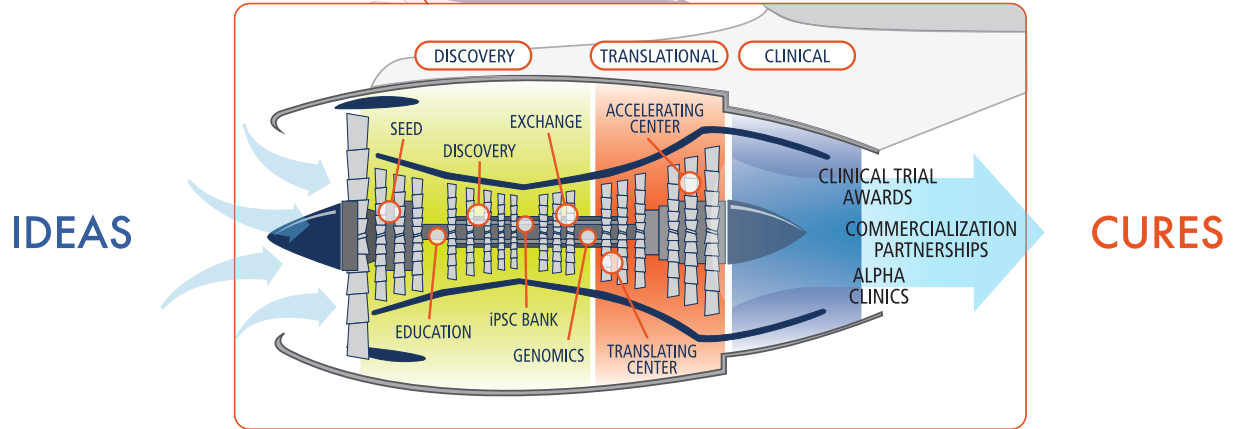 DISCOVERY
TRANSLATIONAL
CLINICAL
SEED
DISCOVERY
EXCHANGE
ACCELERATING
CENTER
IDEAS
EDUCATION
iPSC BANK
GENOMICS
TRANSLATING
CENTER
CLINICAL TRIAL
AWARDS
COMMERCIALIZATION
PARTNERSHIPS
ALPHA
CLINICS
CURES